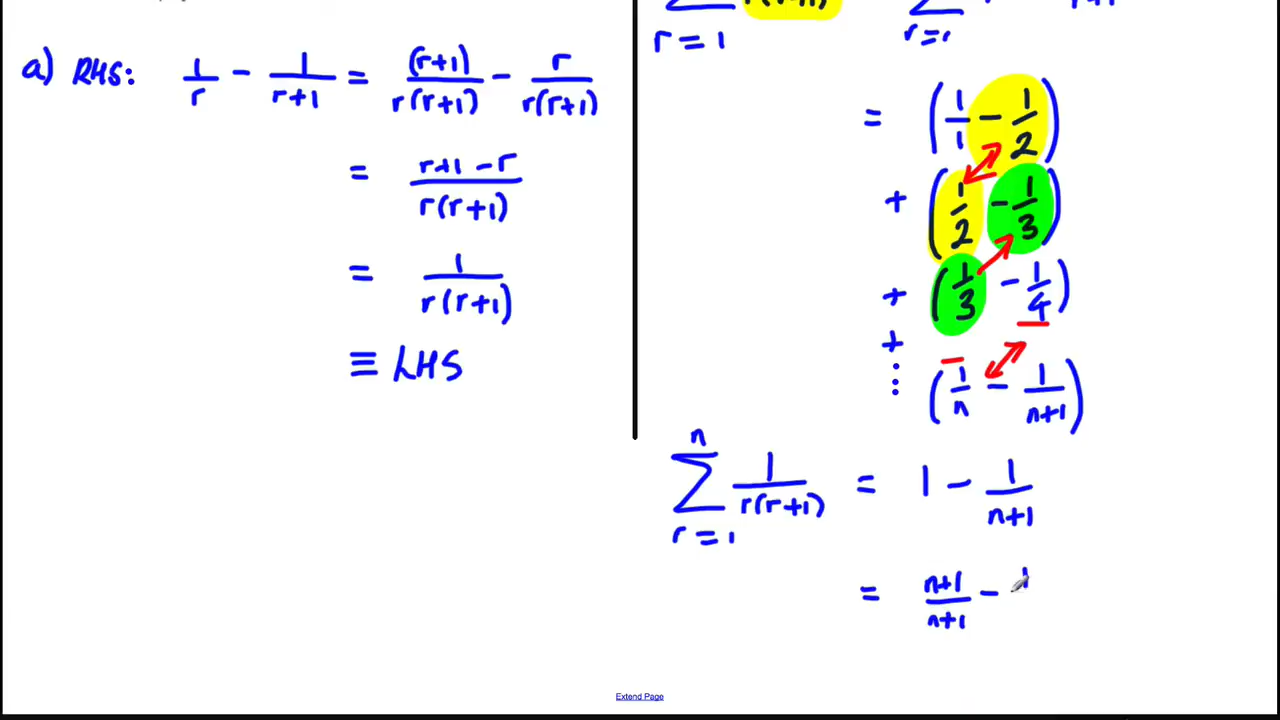 a) RHS: 1/r - 1/(r+1) = (r+1)/r(r+1) - r/r(r+1)
= (r+1-r)/r(r+1)
= 1/r(r+1)
≡ LHS
r=1 r=1
= (1/1 - 1/2)
+ (1/2 - 1/3)
+ (1/3 - 1/4)
+
⋮ (1/n - 1/(n+1))
n
∑ 1/r(r+1) = 1 - 1/(n+1)
r=1
= (n+1)/(n+1) - 1
Extend Page